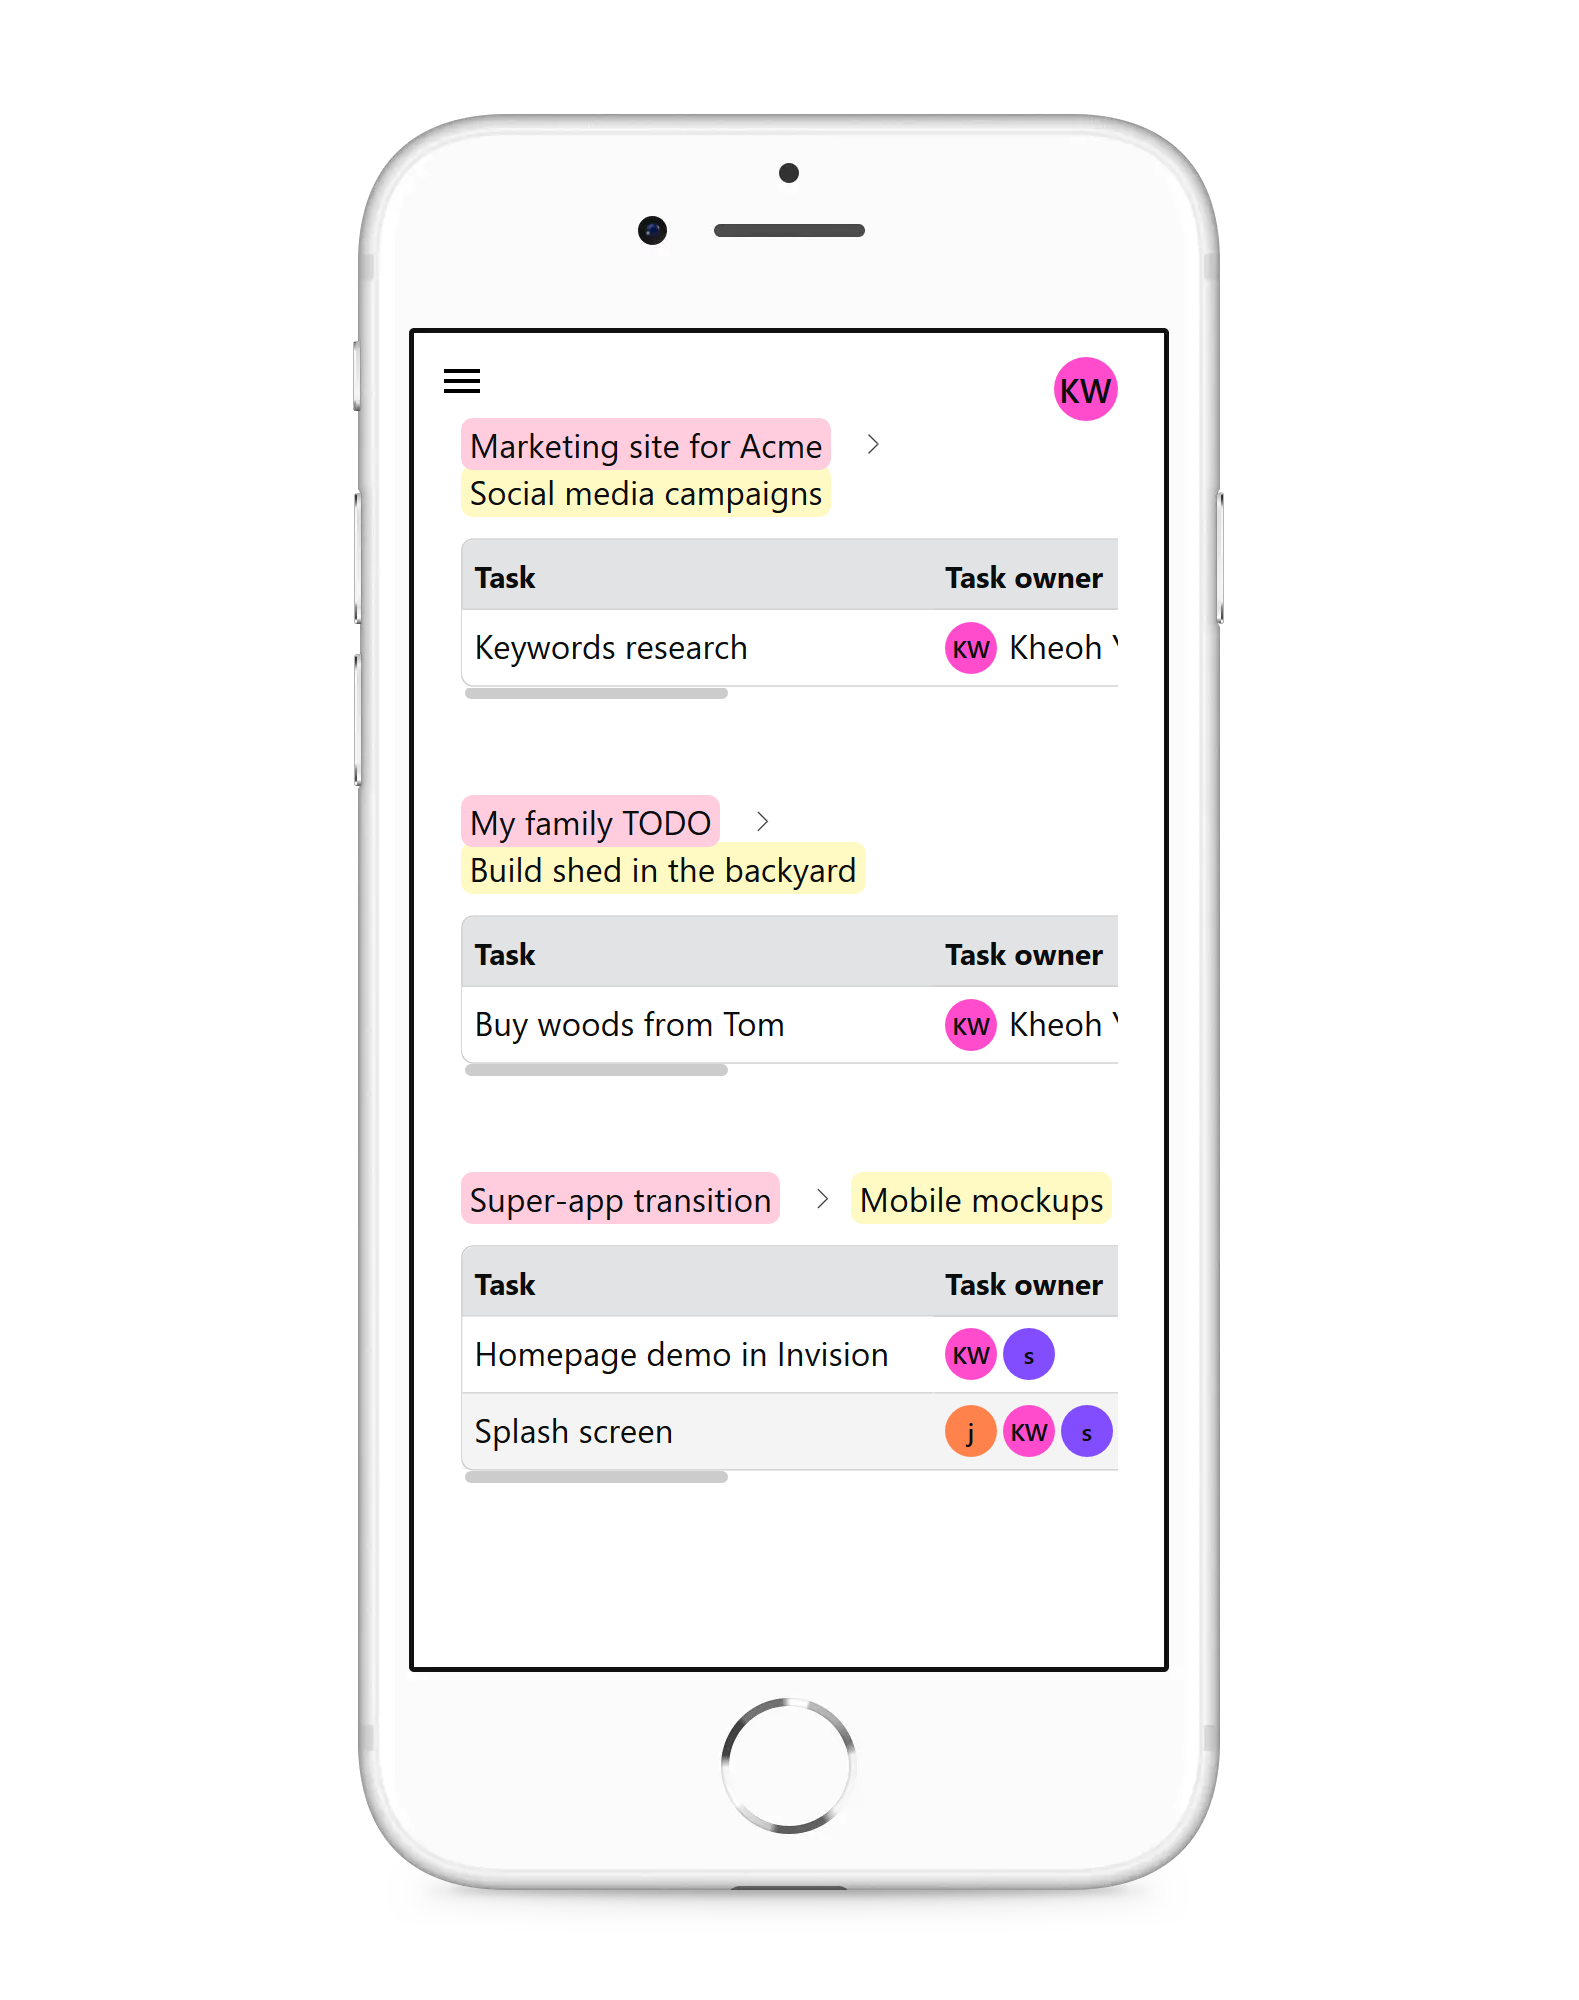 KW
Marketing site for Acme >
Social media campaigns
Task Task owner
Keywords research KW Kheoh
My family TODO >
Build shed in the backyard
Task Task owner
Buy woods from Tom KW Kheoh
Super-app transition > Mobile mockups
Task Task owner
Homepage demo in Invision KW s
Splash screen j KW s